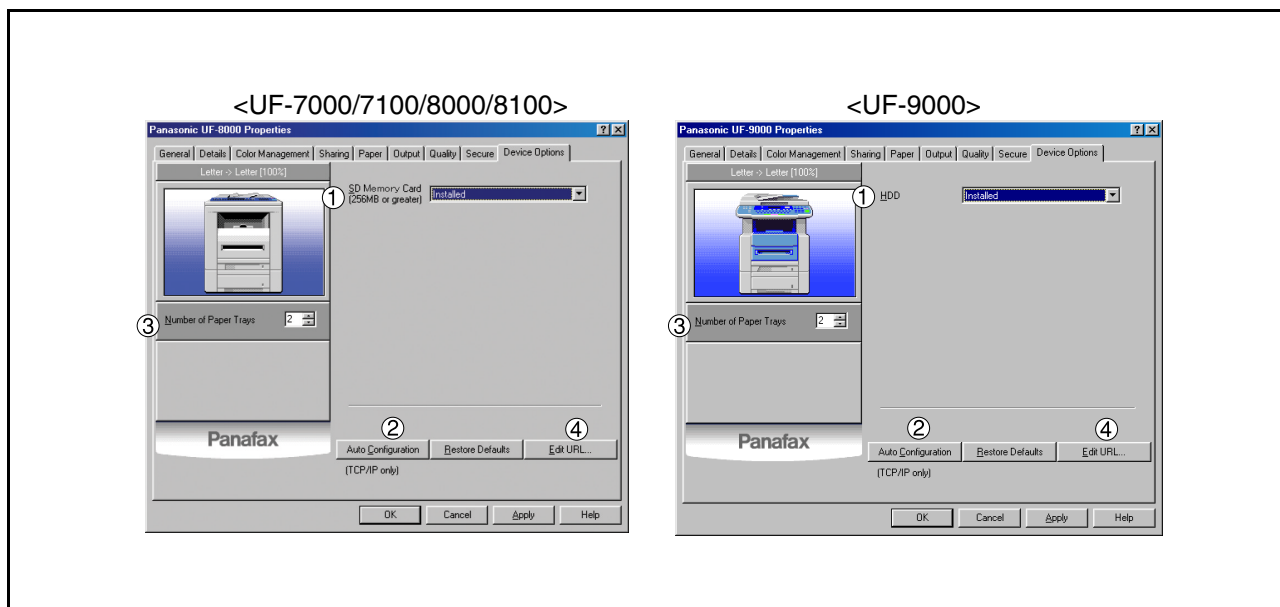 <UF-7000/7100/8000/8100>
Panasonic UF-8000 Properties
? X
General Details Color Management Sharing Paper Output Quality Secure Device Options
Letter -> Letter [100%]
① SD Memory Card
(256MB or greater) Installed
③ Number of Paper Trays 2
Panafax
② ④
Auto Configuration Restore Defaults Edit URL...
(TCP/IP only)
OK Cancel Apply Help
<UF-9000>
Panasonic UF-9000 Properties
? X
General Details Color Management Sharing Paper Output Quality Secure Device Options
Letter -> Letter [100%]
① HDD Installed
③ Number of Paper Trays 2
Panafax
② ④
Auto Configuration Restore Defaults Edit URL...
(TCP/IP only)
OK Cancel Apply Help